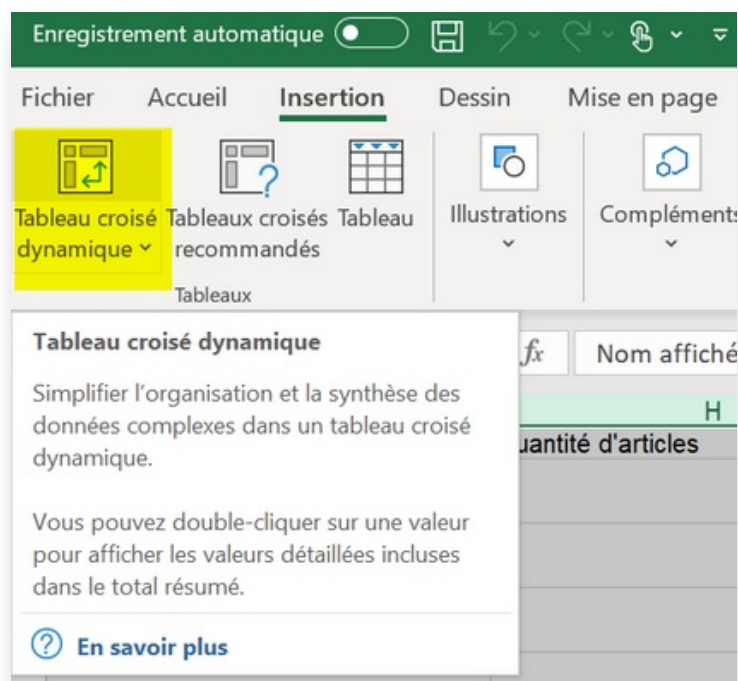 Enregistrement automatique
Fichier Accueil Insertion Dessin Mise en page
Tableau croisé dynamique
Tableaux croisés recommandés
Tableau
Illustrations
Compléments
Tableaux
Tableau croisé dynamique
Simplifier l'organisation et la synthèse des
données complexes dans un tableau croisé
dynamique.
Vous pouvez double-cliquer sur une valeur
pour afficher les valeurs détaillées incluses
dans le total résumé.
En savoir plus
fx Nom affiché
H
uantité d'articles